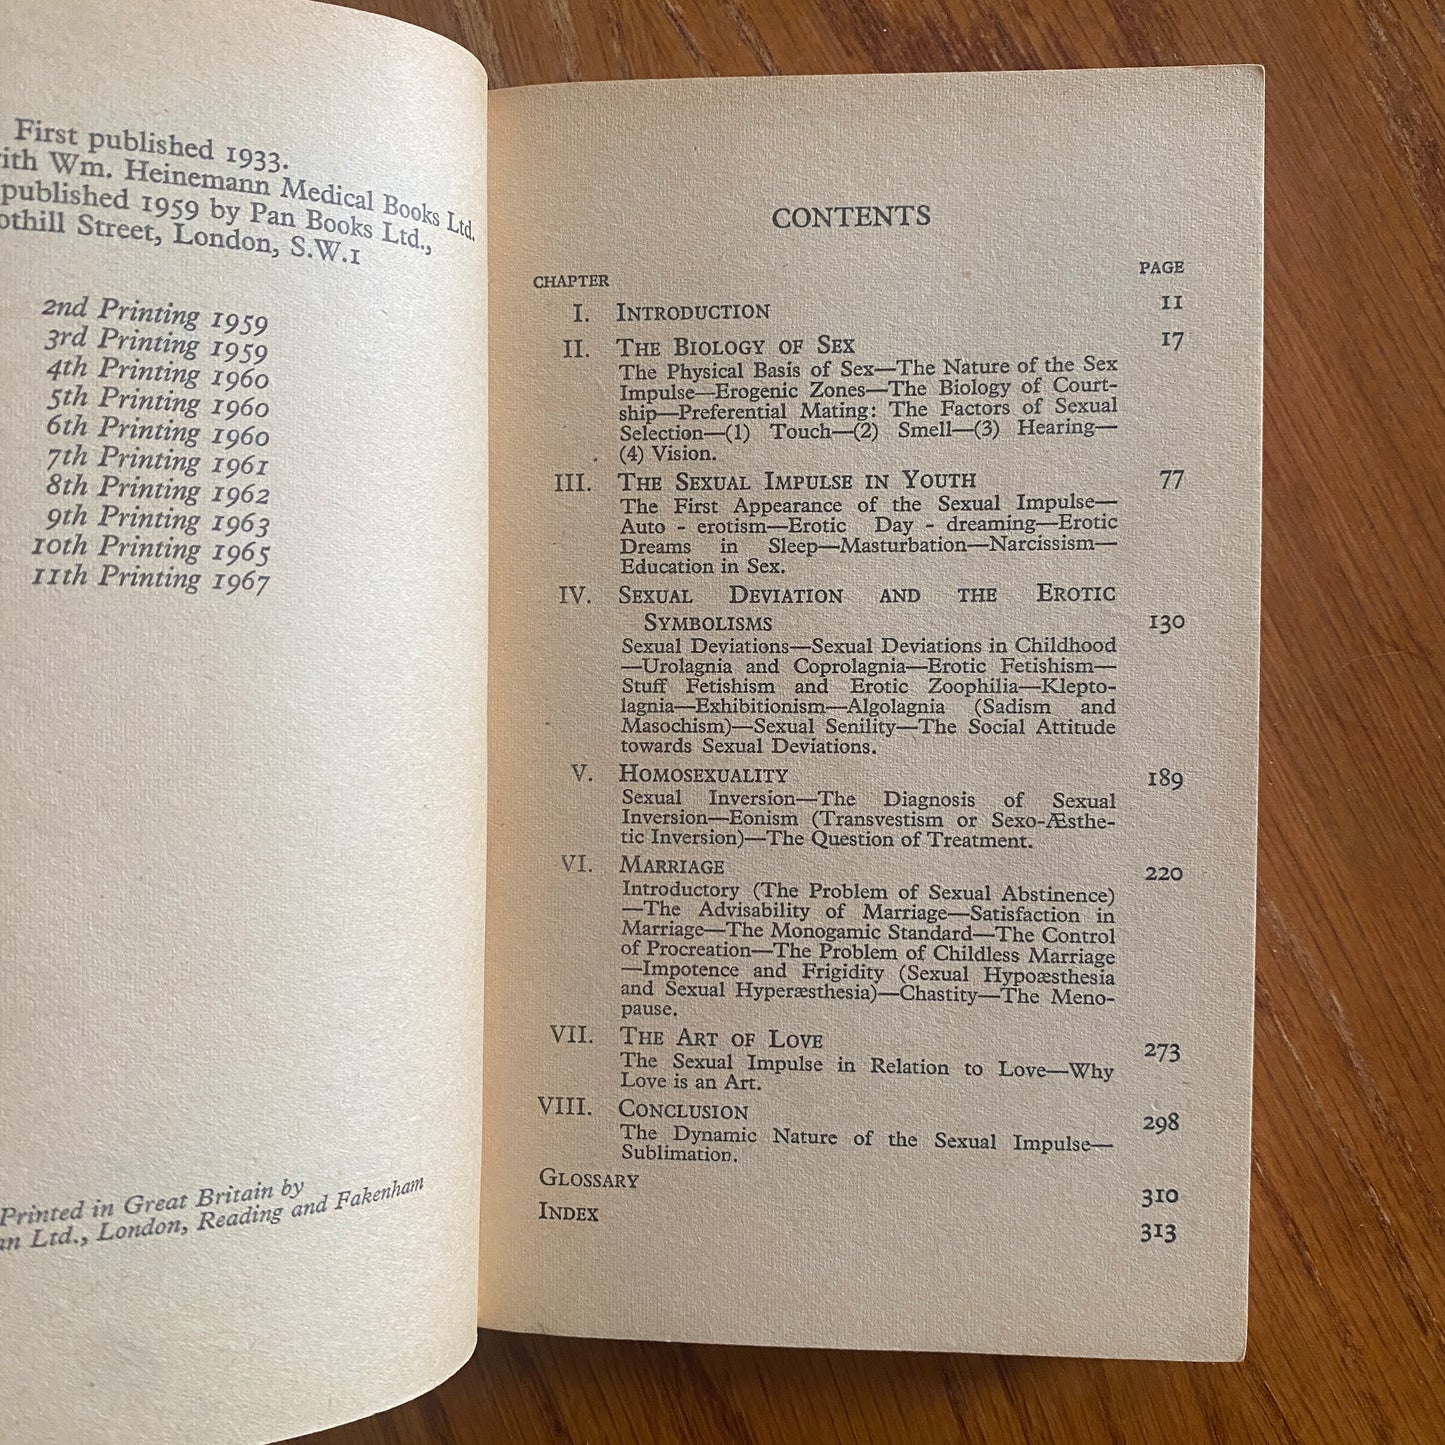 First published 1933.
with Wm. Heinemann Medical Books Ltd.
published 1959 by Pan Books Ltd.,
Street, London, S.W.1
2nd Printing 1959
3rd Printing 1959
4th Printing 1960
5th Printing 1960
6th Printing 1960
7th Printing 1961
8th Printing 1962
9th Printing 1963
10th Printing 1965
11th Printing 1967
Printed in Great Britain by
Ltd., London, Reading and Fakenham
CONTENTS
CHAPTER PAGE
I. INTRODUCTION 11
II. THE BIOLOGY OF SEX 17
The Physical Basis of Sex—The Nature of the Sex
Impulse—Erogenic Zones—The Biology of Court-
ship—Preferential Mating: The Factors of Sexual
Selection—(1) Touch—(2) Smell—(3) Hearing—
(4) Vision.
III. THE SEXUAL IMPULSE IN YOUTH 77
The First Appearance of the Sexual Impulse—
Auto - erotism—Erotic Day - dreaming—Erotic
Dreams in Sleep—Masturbation—Narcissism—
Education in Sex.
IV. SEXUAL DEVIATION AND THE EROTIC
SYMBOLISMS 130
Sexual Deviations—Sexual Deviations in Childhood
—Urolagnia and Coprolagnia—Erotic Fetishism—
Stuff Fetishism and Erotic Zoophilia—Klepto-
lagnia—Exhibitionism—Algolagnia (Sadism and
Masochism)—Sexual Senility—The Social Attitude
towards Sexual Deviations.
V. HOMOSEXUALITY 189
Sexual Inversion—The Diagnosis of Sexual
Inversion—Eonism (Transvestism or Sexo-Æsthe-
tic Inversion)—The Question of Treatment.
VI. MARRIAGE 220
Introductory (The Problem of Sexual Abstinence)
—The Advisability of Marriage—Satisfaction in
Marriage—The Monogamic Standard—The Control
of Procreation—The Problem of Childless Marriage
—Impotence and Frigidity (Sexual Hypoæsthesia
and Sexual Hyperæsthesia)—Chastity—The Meno-
pause.
VII. THE ART OF LOVE 273
The Sexual Impulse in Relation to Love—Why
Love is an Art.
VIII. CONCLUSION 298
The Dynamic Nature of the Sexual Impulse—
Sublimation.
GLOSSARY 310
INDEX 313